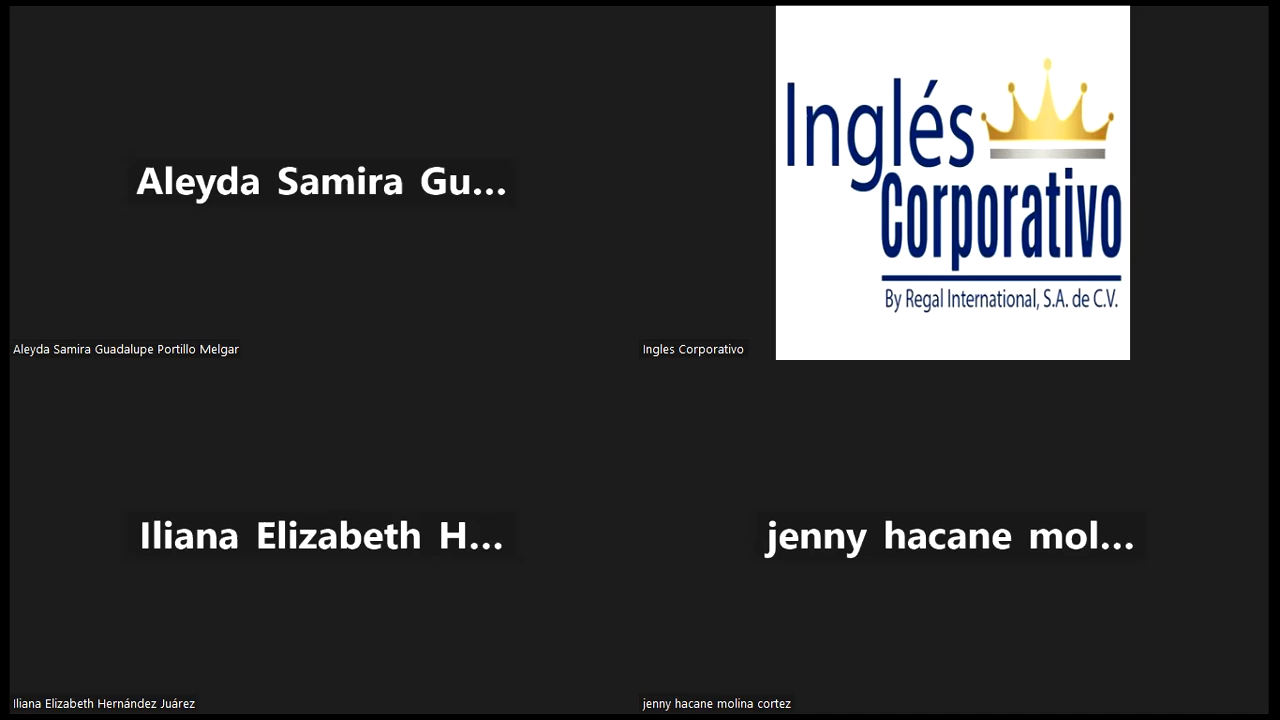 Aleyda Samira Gu...
Aleyda Samira Guadalupe Portillo Melgar
Inglés
Corporativo
By Regal International, S.A. de C.V.
Ingles Corporativo
Iliana Elizabeth H...
Iliana Elizabeth Hernández Juárez
jenny hacane mol...
jenny hacane molina cortez